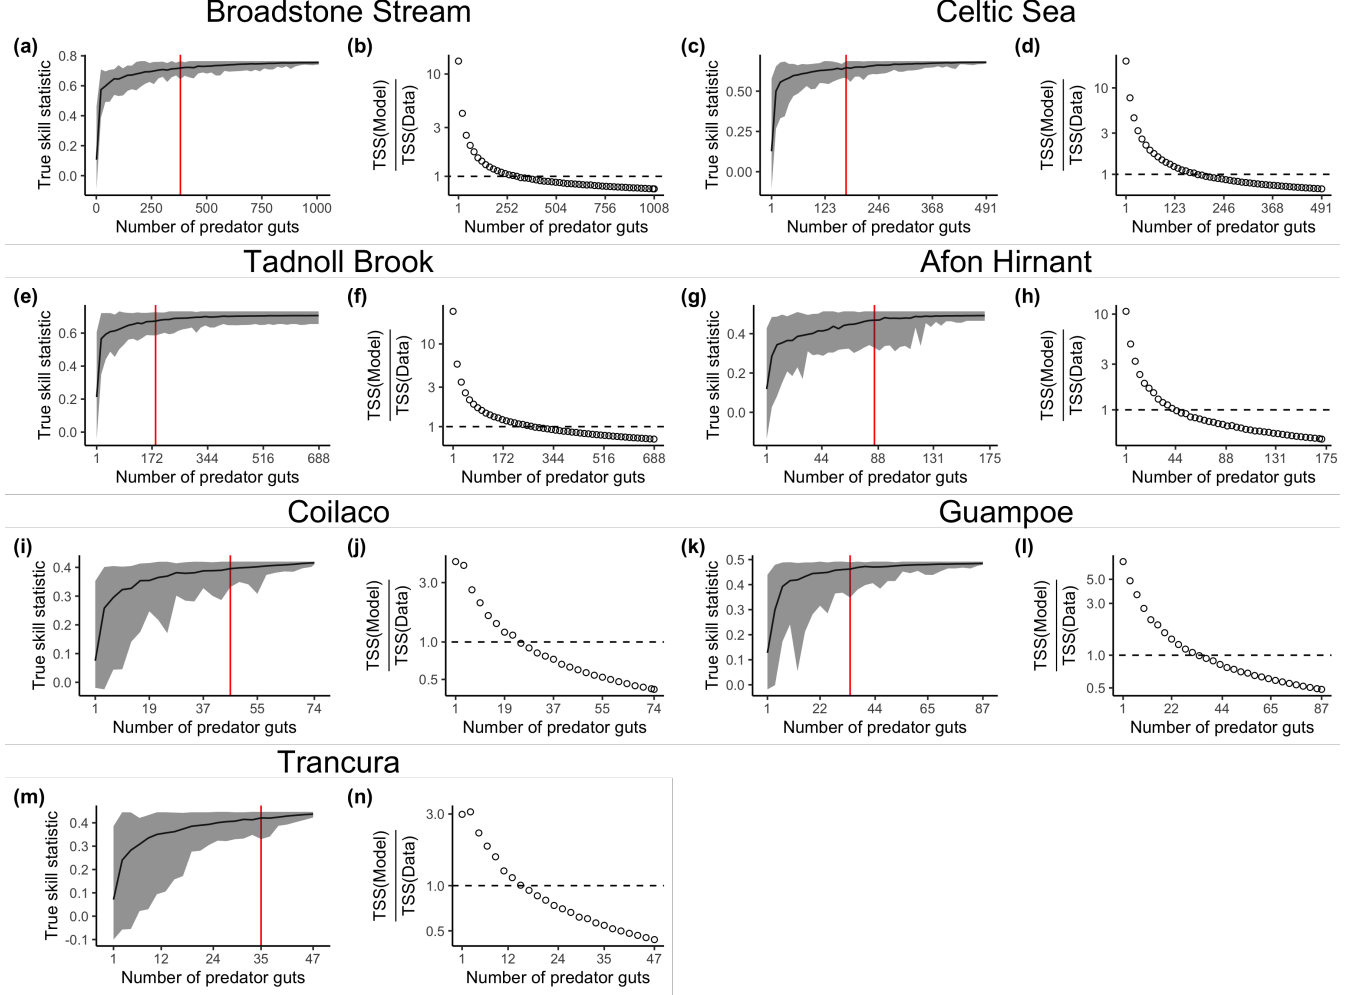 Broadstone Stream
Celtic Sea
(a)
True skill statistic
0.8
0.6
0.4
0.2
0.0
0
250
500
750
1000
Number of predator guts
(b)
TSS(Model)
TSS(Data)
10
3
1
1
252
504
756
1008
Number of predator guts
(c)
True skill statistic
0.50
0.25
0.00
1
123
246
368
491
Number of predator guts
(d)
TSS(Model)
TSS(Data)
10
3
1
1
123
246
368
491
Number of predator guts
Tadnoll Brook
Afon Hirnant
(e)
True skill statistic
0.6
0.4
0.2
0.0
1
172
344
516
688
Number of predator guts
(f)
TSS(Model)
TSS(Data)
10
3
1
1
172
344
516
688
Number of predator guts
(g)
True skill statistic
0.4
0.2
0.0
1
44
88
131
175
Number of predator guts
(h)
TSS(Model)
TSS(Data)
10
3
1
1
44
88
131
175
Number of predator guts
Coilaco
Guampoe
(i)
True skill statistic
0.4
0.3
0.2
0.1
0.0
1
19
37
55
74
Number of predator guts
(j)
TSS(Model)
TSS(Data)
3.0
1.0
0.5
1
19
37
55
74
Number of predator guts
(k)
True skill statistic
0.5
0.4
0.3
0.2
0.1
0.0
1
22
44
65
87
Number of predator guts
(l)
TSS(Model)
TSS(Data)
5.0
3.0
1.0
0.5
1
22
44
65
87
Number of predator guts
Trancura
(m)
True skill statistic
0.4
0.3
0.2
0.1
0.0
-0.1
1
12
24
35
47
Number of predator guts
(n)
TSS(Model)
TSS(Data)
3.0
1.0
0.5
1
12
24
35
47
Number of predator guts